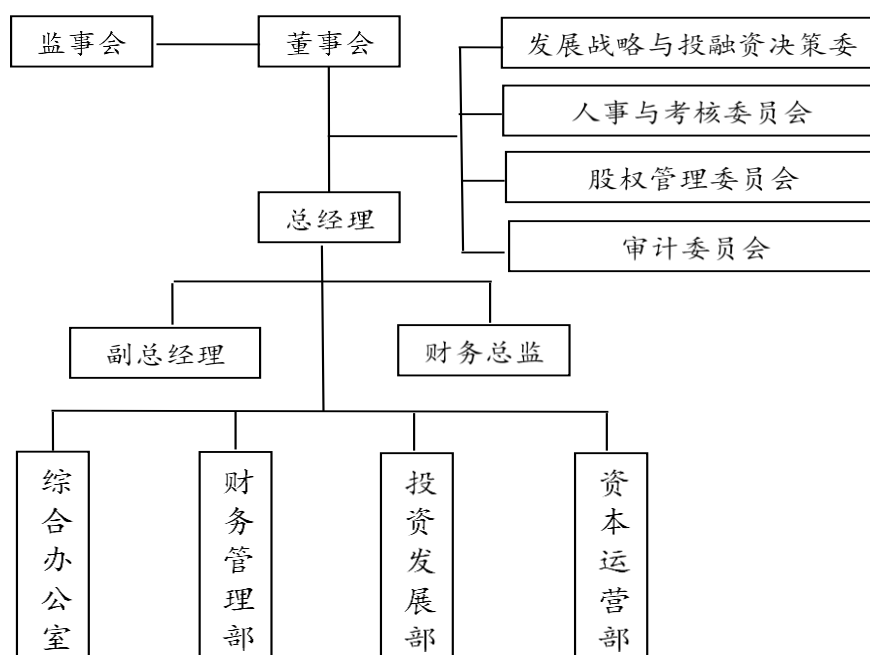 监事会
董事会
发展战略与投融资决策委
人事与考核委员会
股权管理委员会
审计委员会
总经理
副总经理
财务总监
综合办公室
财务管理部
投资发展部
资本运营部